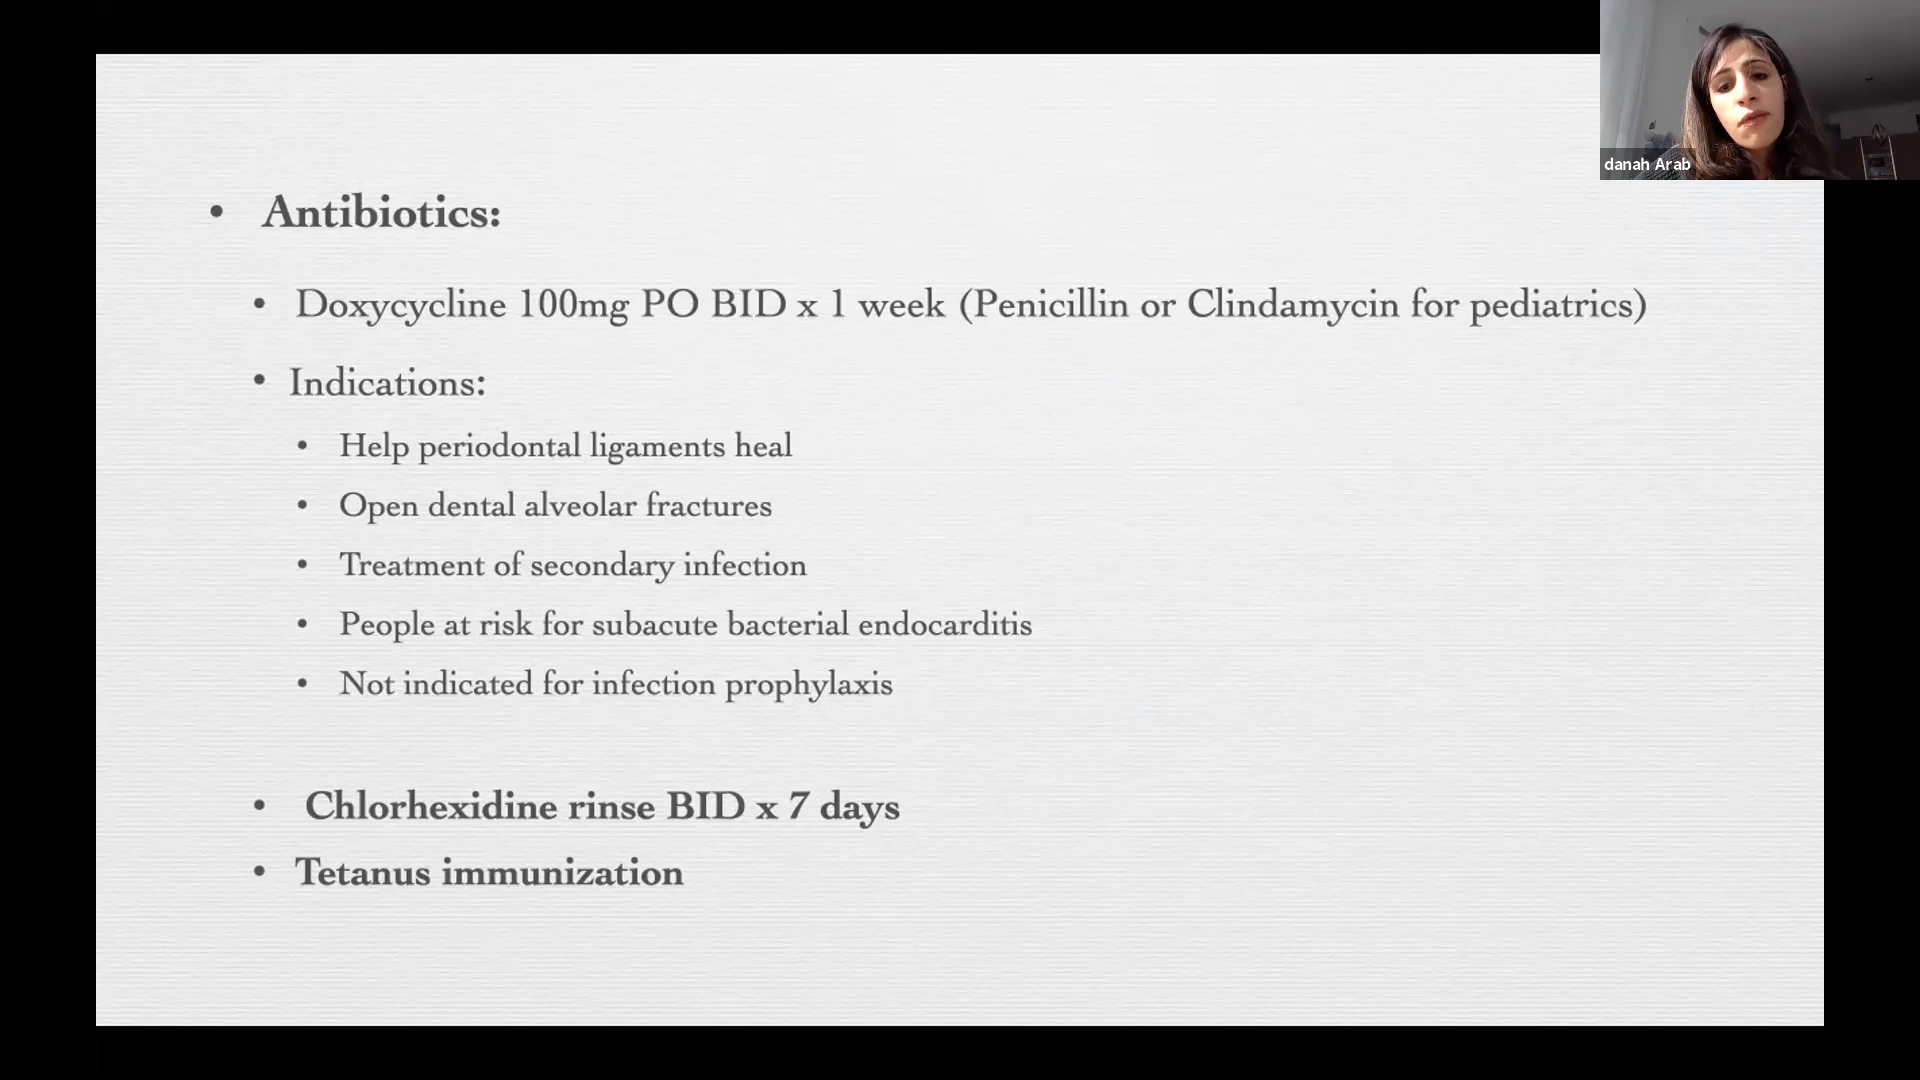 danah Arab
• Antibiotics:
• Doxycycline 100mg PO BID x 1 week (Penicillin or Clindamycin for pediatrics)
• Indications:
• Help periodontal ligaments heal
• Open dental alveolar fractures
• Treatment of secondary infection
• People at risk for subacute bacterial endocarditis
• Not indicated for infection prophylaxis
• Chlorhexidine rinse BID x 7 days
• Tetanus immunization